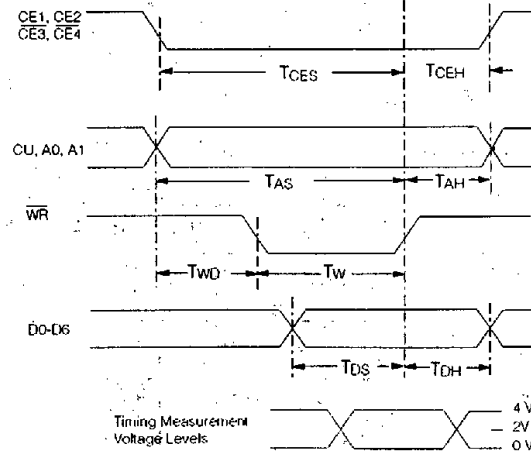 CE1, CE2
CE3, CE4
TCES
TCEH
CU, A0, A1
TAS
TAH
WR
TWD
TW
D0-D6
TDS
TDH
Timing Measurement
Voltage Levels
4 V
2V
0 V